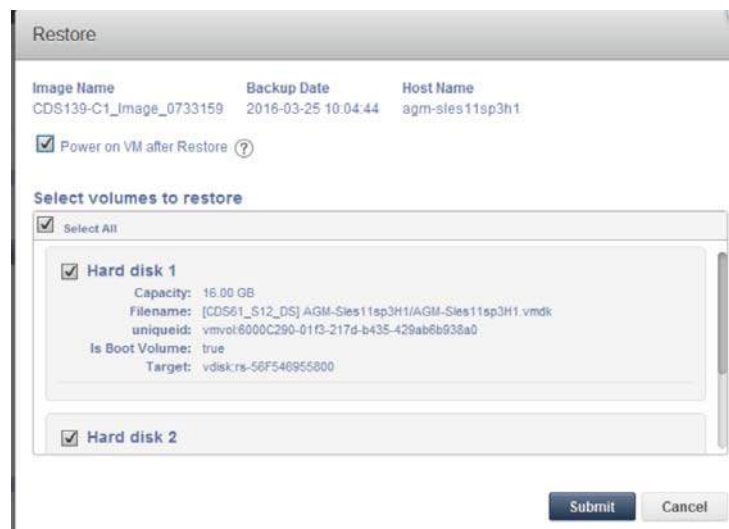 Restore
Image Name Backup Date Host Name
CDS139-C1_Image_0733159 2016-03-25 10:04:44 agm-sles11sp3h1
Power on VM after Restore ?
Select volumes to restore
Select All
Hard disk 1
Capacity: 16.00 GB
Filename: [CDS61_S12_DS] AGM-Sles11sp3H1/AGM-Sles11sp3H1.vmdk
uniqueid: vmvol:6000C290-01f3-217d-b435-429ab6b938a0
Is Boot Volume: true
Target: vdisk:rs-56F546955800
Hard disk 2
Submit Cancel